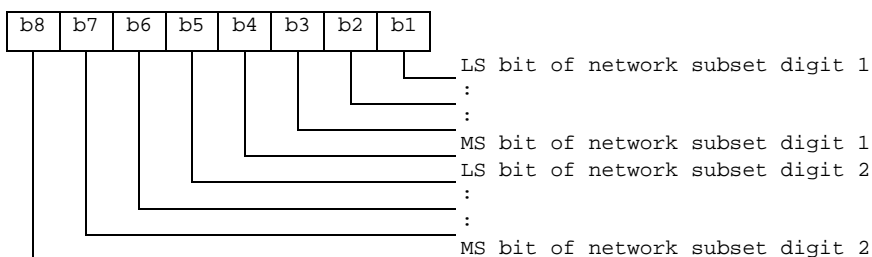 b8 b7 b6 b5 b4 b3 b2 b1
LS bit of network subset digit 1
:
:
MS bit of network subset digit 1
LS bit of network subset digit 2
:
:
MS bit of network subset digit 2